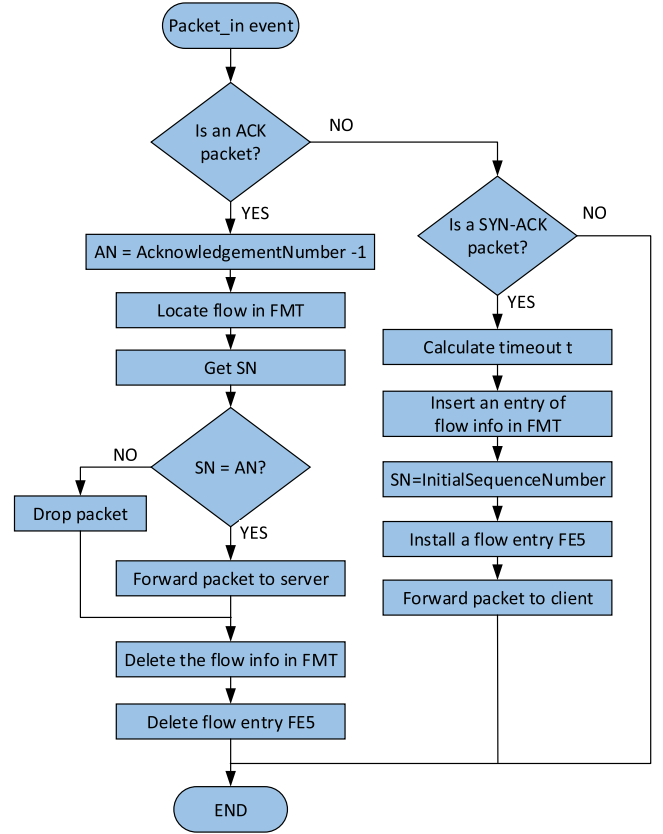 Packet_in event
Is an ACK
packet?
NO
YES
AN = AcknowledgementNumber -1
Locate flow in FMT
Get SN
SN = AN?
NO
Drop packet
YES
Forward packet to server
Delete the flow info in FMT
Delete flow entry FE5
Is a SYN-ACK
packet?
NO
YES
Calculate timeout t
Insert an entry of
flow info in FMT
SN=InitialSequenceNumber
Install a flow entry FE5
Forward packet to client
END